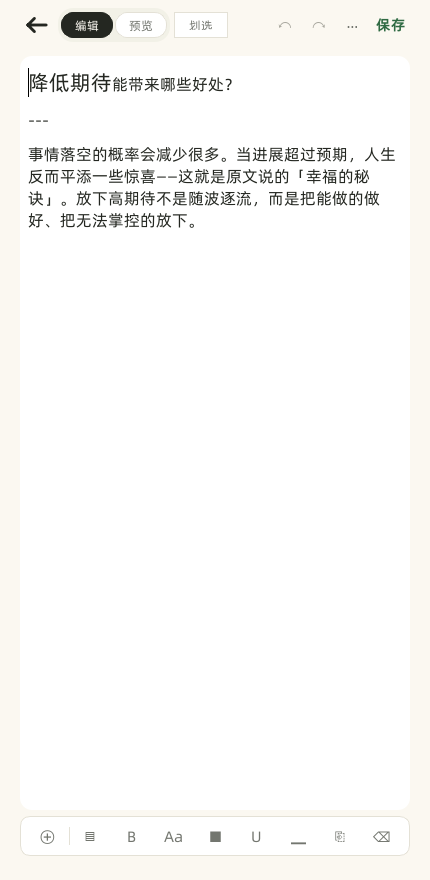 编辑 预览 划选 ... 保存
降低期待能带来哪些好处?
---
事情落空的概率会减少很多。当进展超过预期，人生
反而平添一些惊喜——这就是原文说的「幸福的秘
诀」。放下高期待不是随波逐流，而是把能做的做
好、把无法掌控的放下。
B Aa U